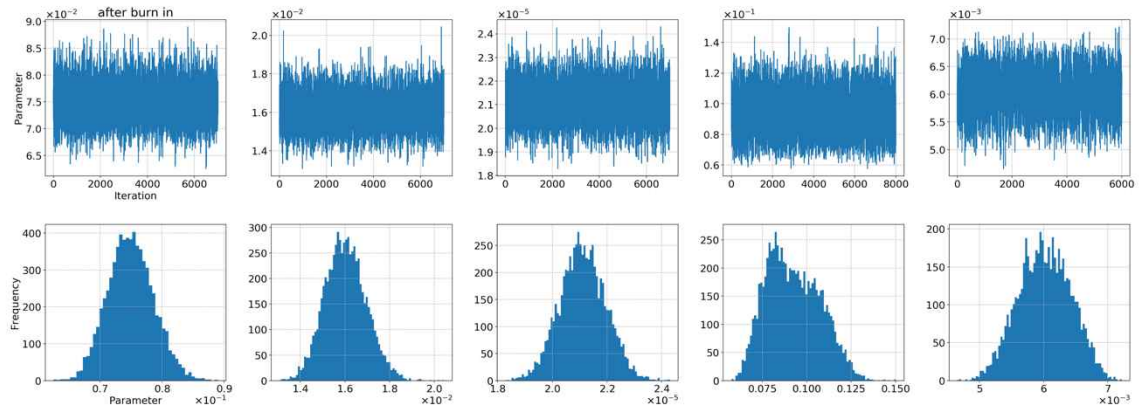 after burn in
×10⁻² ×10⁻² ×10⁻⁵ ×10⁻¹ ×10⁻³
9.0 8.5 8.0 7.5 7.0 6.5
Parameter
0 2000 4000 6000
Iteration
2.0 1.8 1.6 1.4
0 2000 4000 6000
2.4 2.3 2.2 2.1 2.0 1.9 1.8
0 2000 4000 6000
1.4 1.2 1.0 0.8 0.6
0 2000 4000 6000 8000
7.0 6.5 6.0 5.5 5.0
0 2000 4000 6000
400 300 200 100 0
Frequency
0.7 0.8 0.9
Parameter
×10⁻¹
300 250 200 150 100 50 0
1.4 1.6 1.8 2.0
×10⁻²
250 200 150 100 50 0
1.8 2.0 2.2 2.4
×10⁻⁵
250 200 150 100 50 0
0.075 0.100 0.125 0.150
200 150 100 50 0
5 6 7
×10⁻³